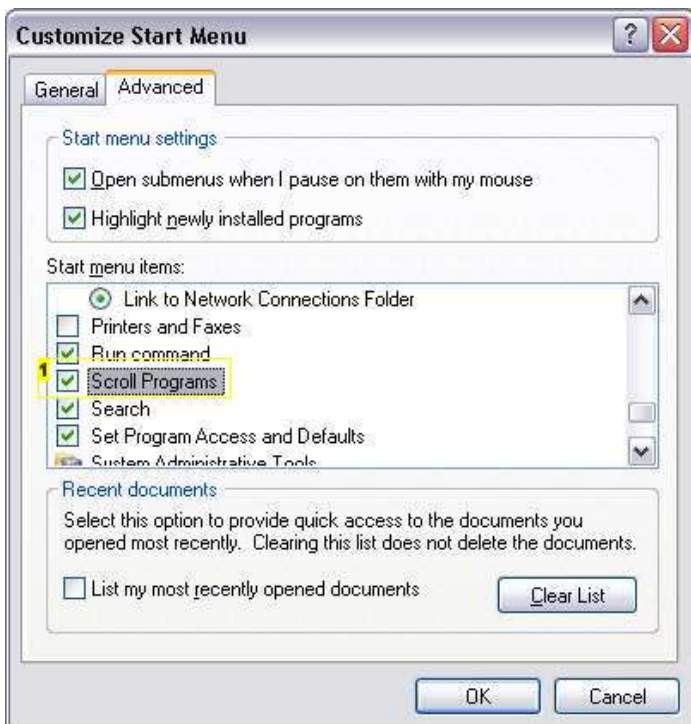 Customize Start Menu
General Advanced
Start menu settings
Open submenus when I pause on them with my mouse
Highlight newly installed programs
Start menu items:
Link to Network Connections Folder
Printers and Faxes
Run command
1
Scroll Programs
Search
Set Program Access and Defaults
System Administrative Tools
Recent documents
Select this option to provide quick access to the documents you
opened most recently. Clearing this list does not delete the documents.
List my most recently opened documents Clear List
OK Cancel